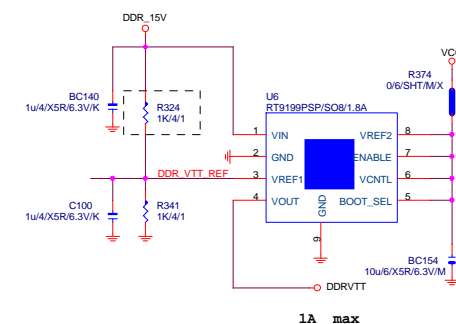 DDR_15V
VC
BC140
1u/4/X5R/6.3V/K
R324
1K/4/1
R374
0/6/SHT/M/X
U6
RT9199PSP/SO8/1.8A
1 VIN VREF2 8
2 GND ENABLE 7
DDR_VTT_REF 3 VREF1 VCNTL 6
4 VOUT BOOT_SEL 5
GND
9
C100
1u/4/X5R/6.3V/K
R341
1K/4/1
BC154
10u/6/X5R/6.3V/M
DDRVTT
1A max